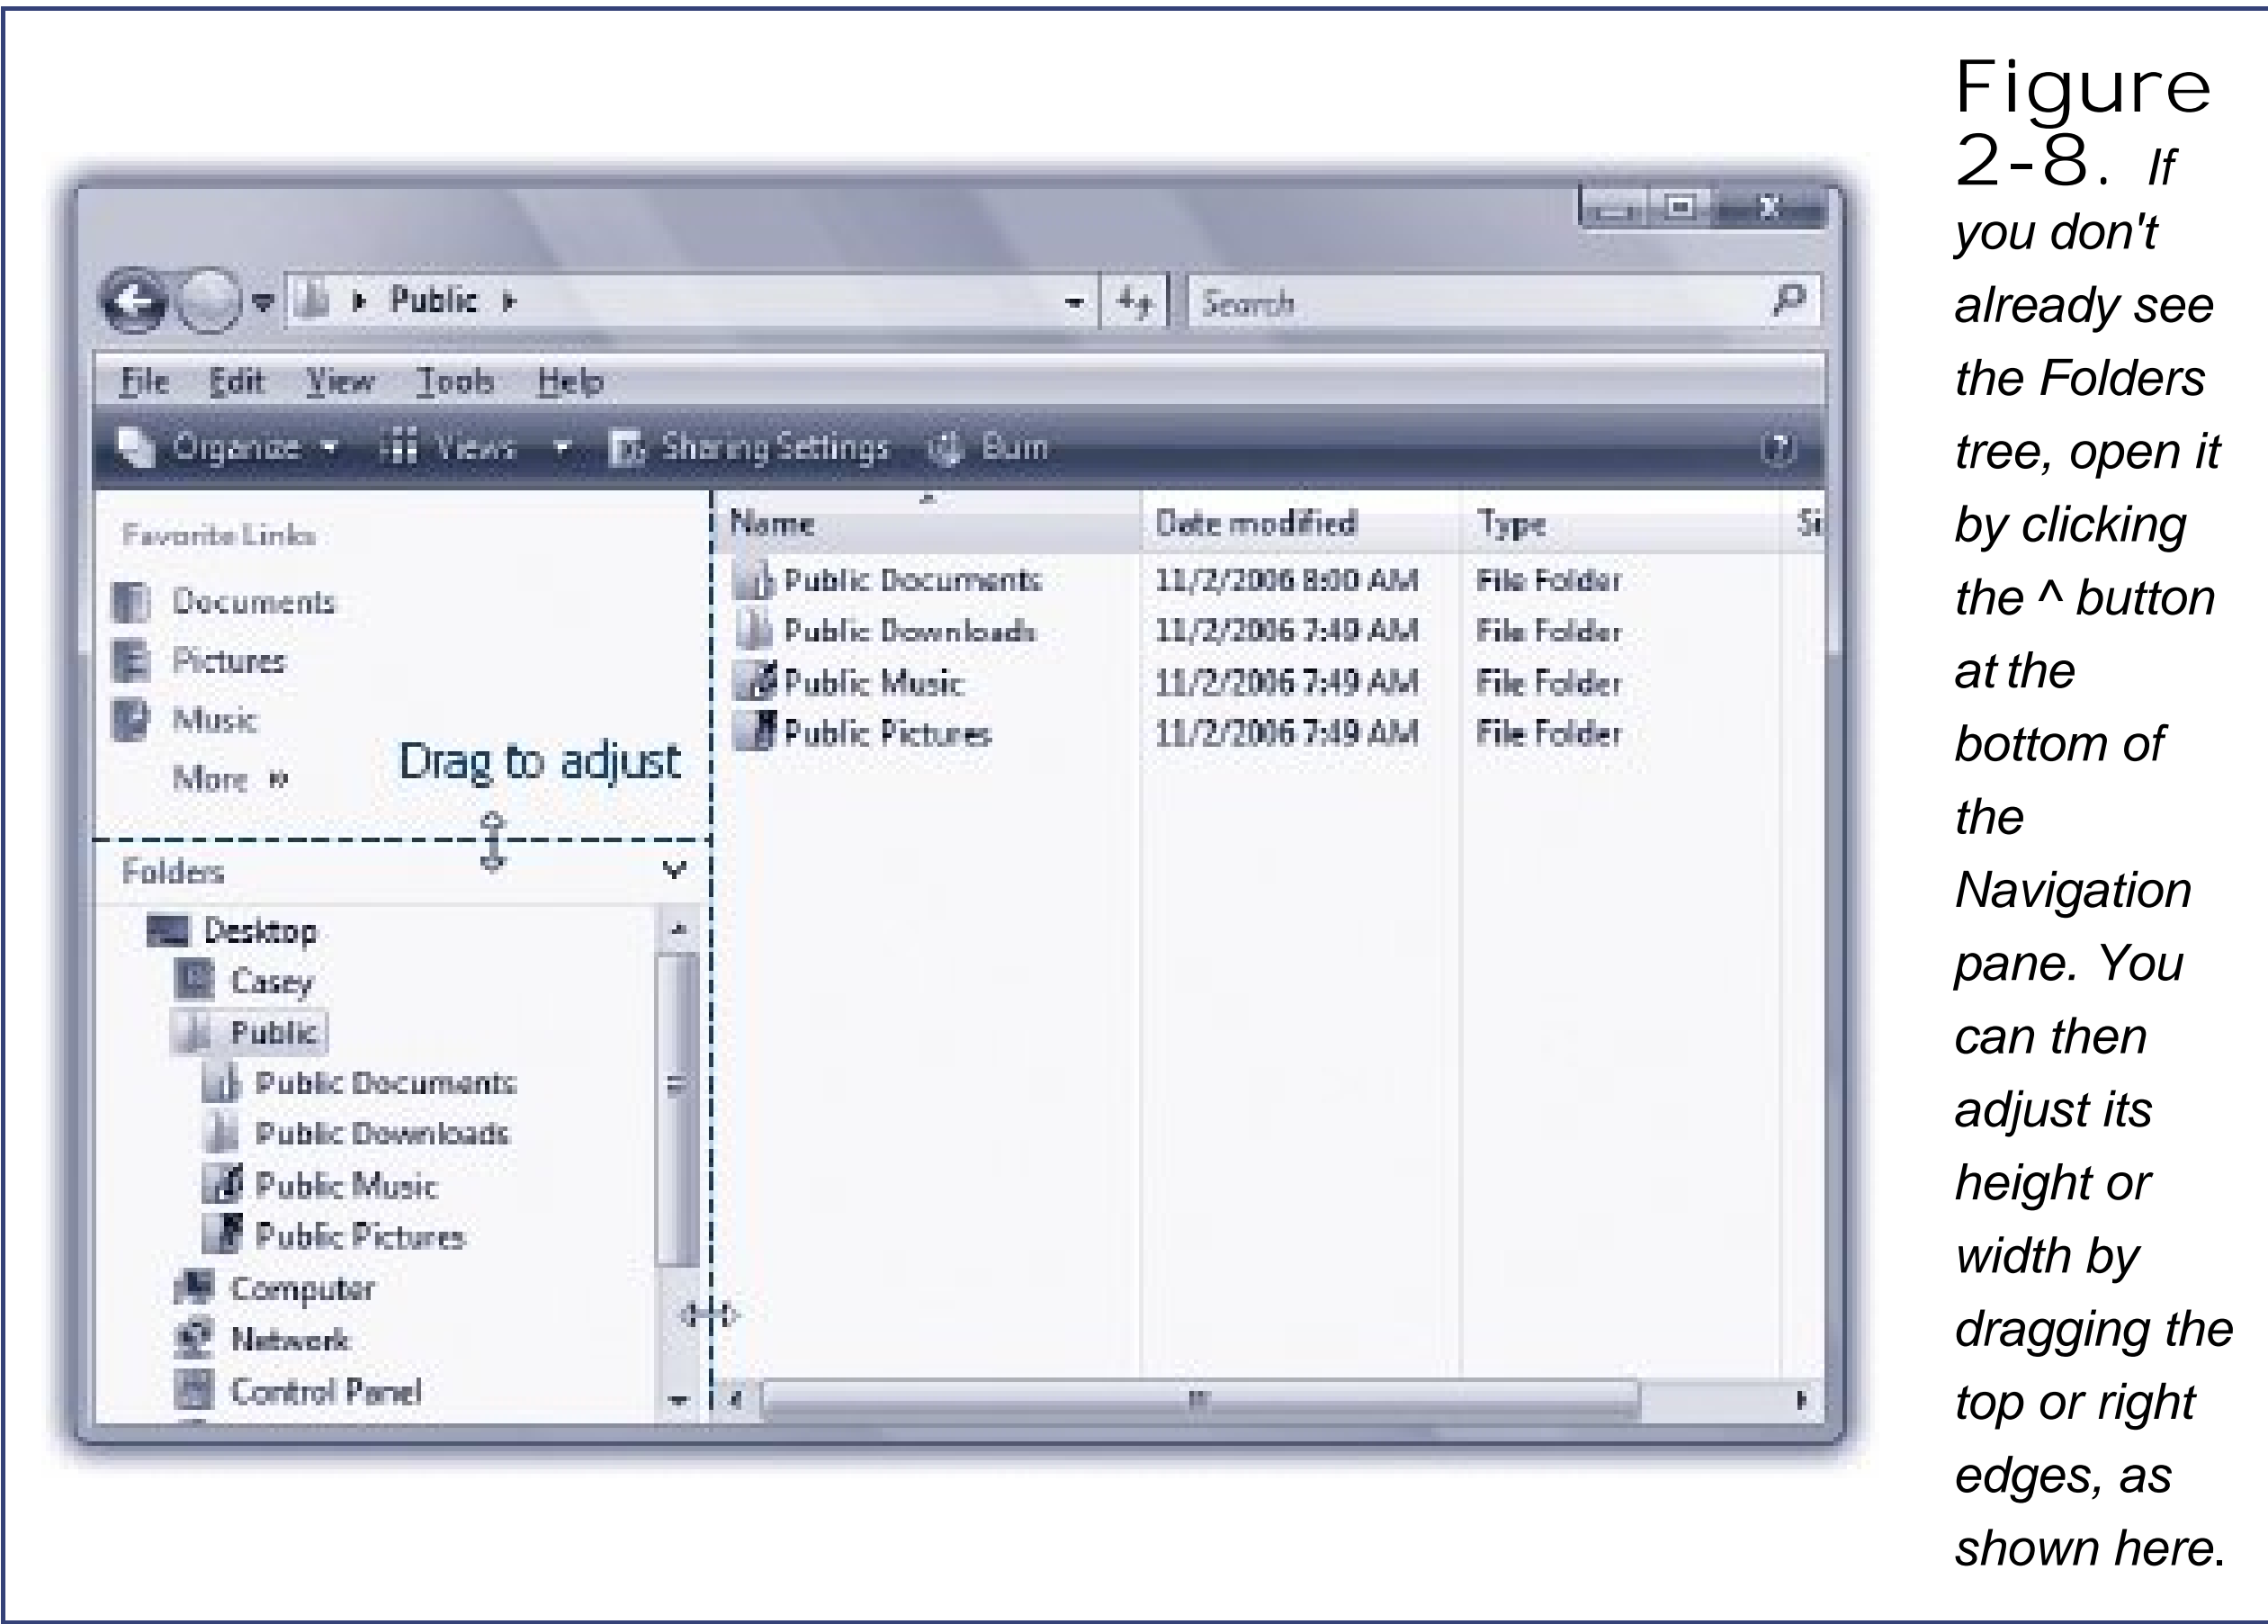 Public
Search
File Edit View Tools Help
Organize Views Sharing Settings Burn
Favorite Links
Documents
Pictures
Music
More »
Drag to adjust
Folders
Desktop
Casey
Public
Public Documents
Public Downloads
Public Music
Public Pictures
Computer
Network
Control Panel
Name Date modified Type Si
Public Documents 11/2/2006 8:00 AM File Folder
Public Downloads 11/2/2006 7:49 AM File Folder
Public Music 11/2/2006 7:49 AM File Folder
Public Pictures 11/2/2006 7:49 AM File Folder
Figure
2-8. If
you don't
already see
the Folders
tree, open it
by clicking
the ^ button
at the
bottom of
the
Navigation
pane. You
can then
adjust its
height or
width by
dragging the
top or right
edges, as
shown here.